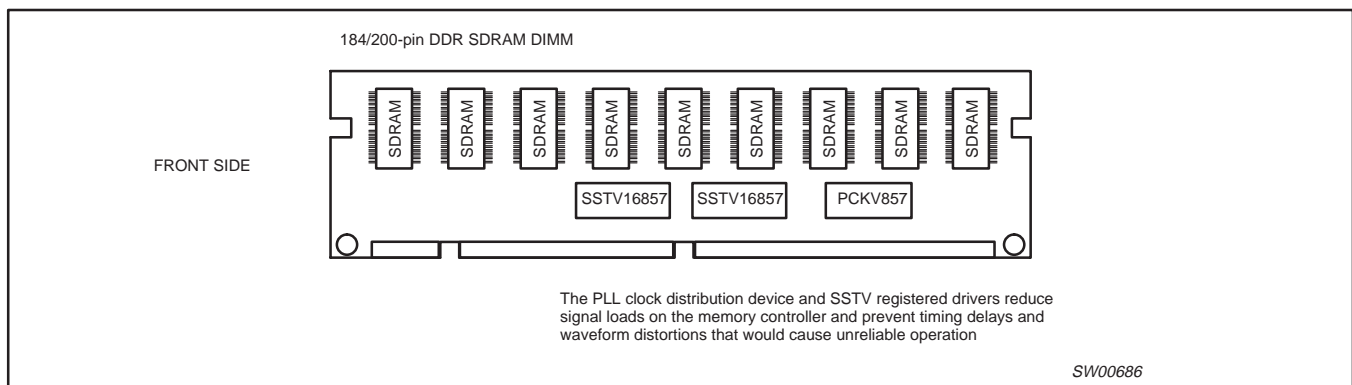 184/200-pin DDR SDRAM DIMM
SDRAM
SDRAM
SDRAM
SDRAM
SDRAM
SDRAM
SDRAM
SDRAM
SDRAM
FRONT SIDE
SSTV16857
SSTV16857
PCKV857
The PLL clock distribution device and SSTV registered drivers reduce
signal loads on the memory controller and prevent timing delays and
waveform distortions that would cause unreliable operation
SW00686